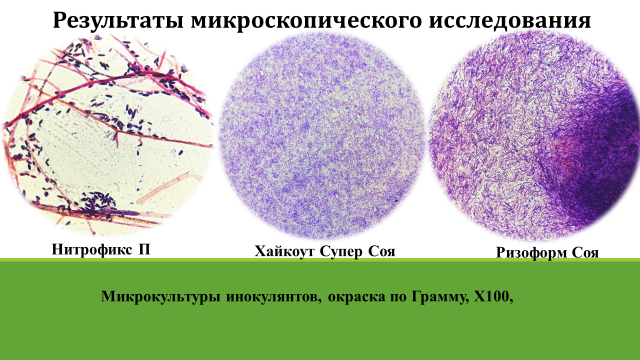 Результаты микроскопического исследования
Нитрофикс П
Хайкоут Супер Соя
Ризоформ Соя
Микрокультуры инокулянтов, окраска по Грамму, Х100,